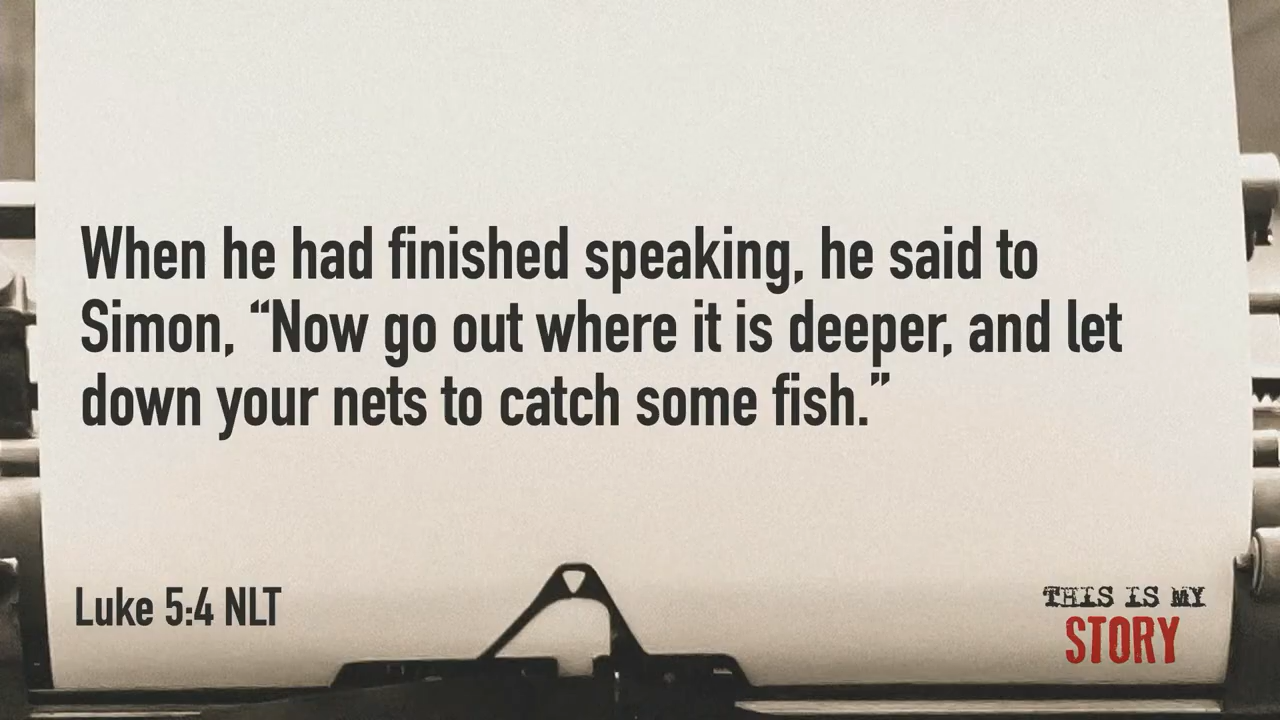 When he had finished speaking, he said to
Simon, “Now go out where it is deeper, and let
down your nets to catch some fish.”
Luke 5:4 NLT
THIS IS MY
STORY